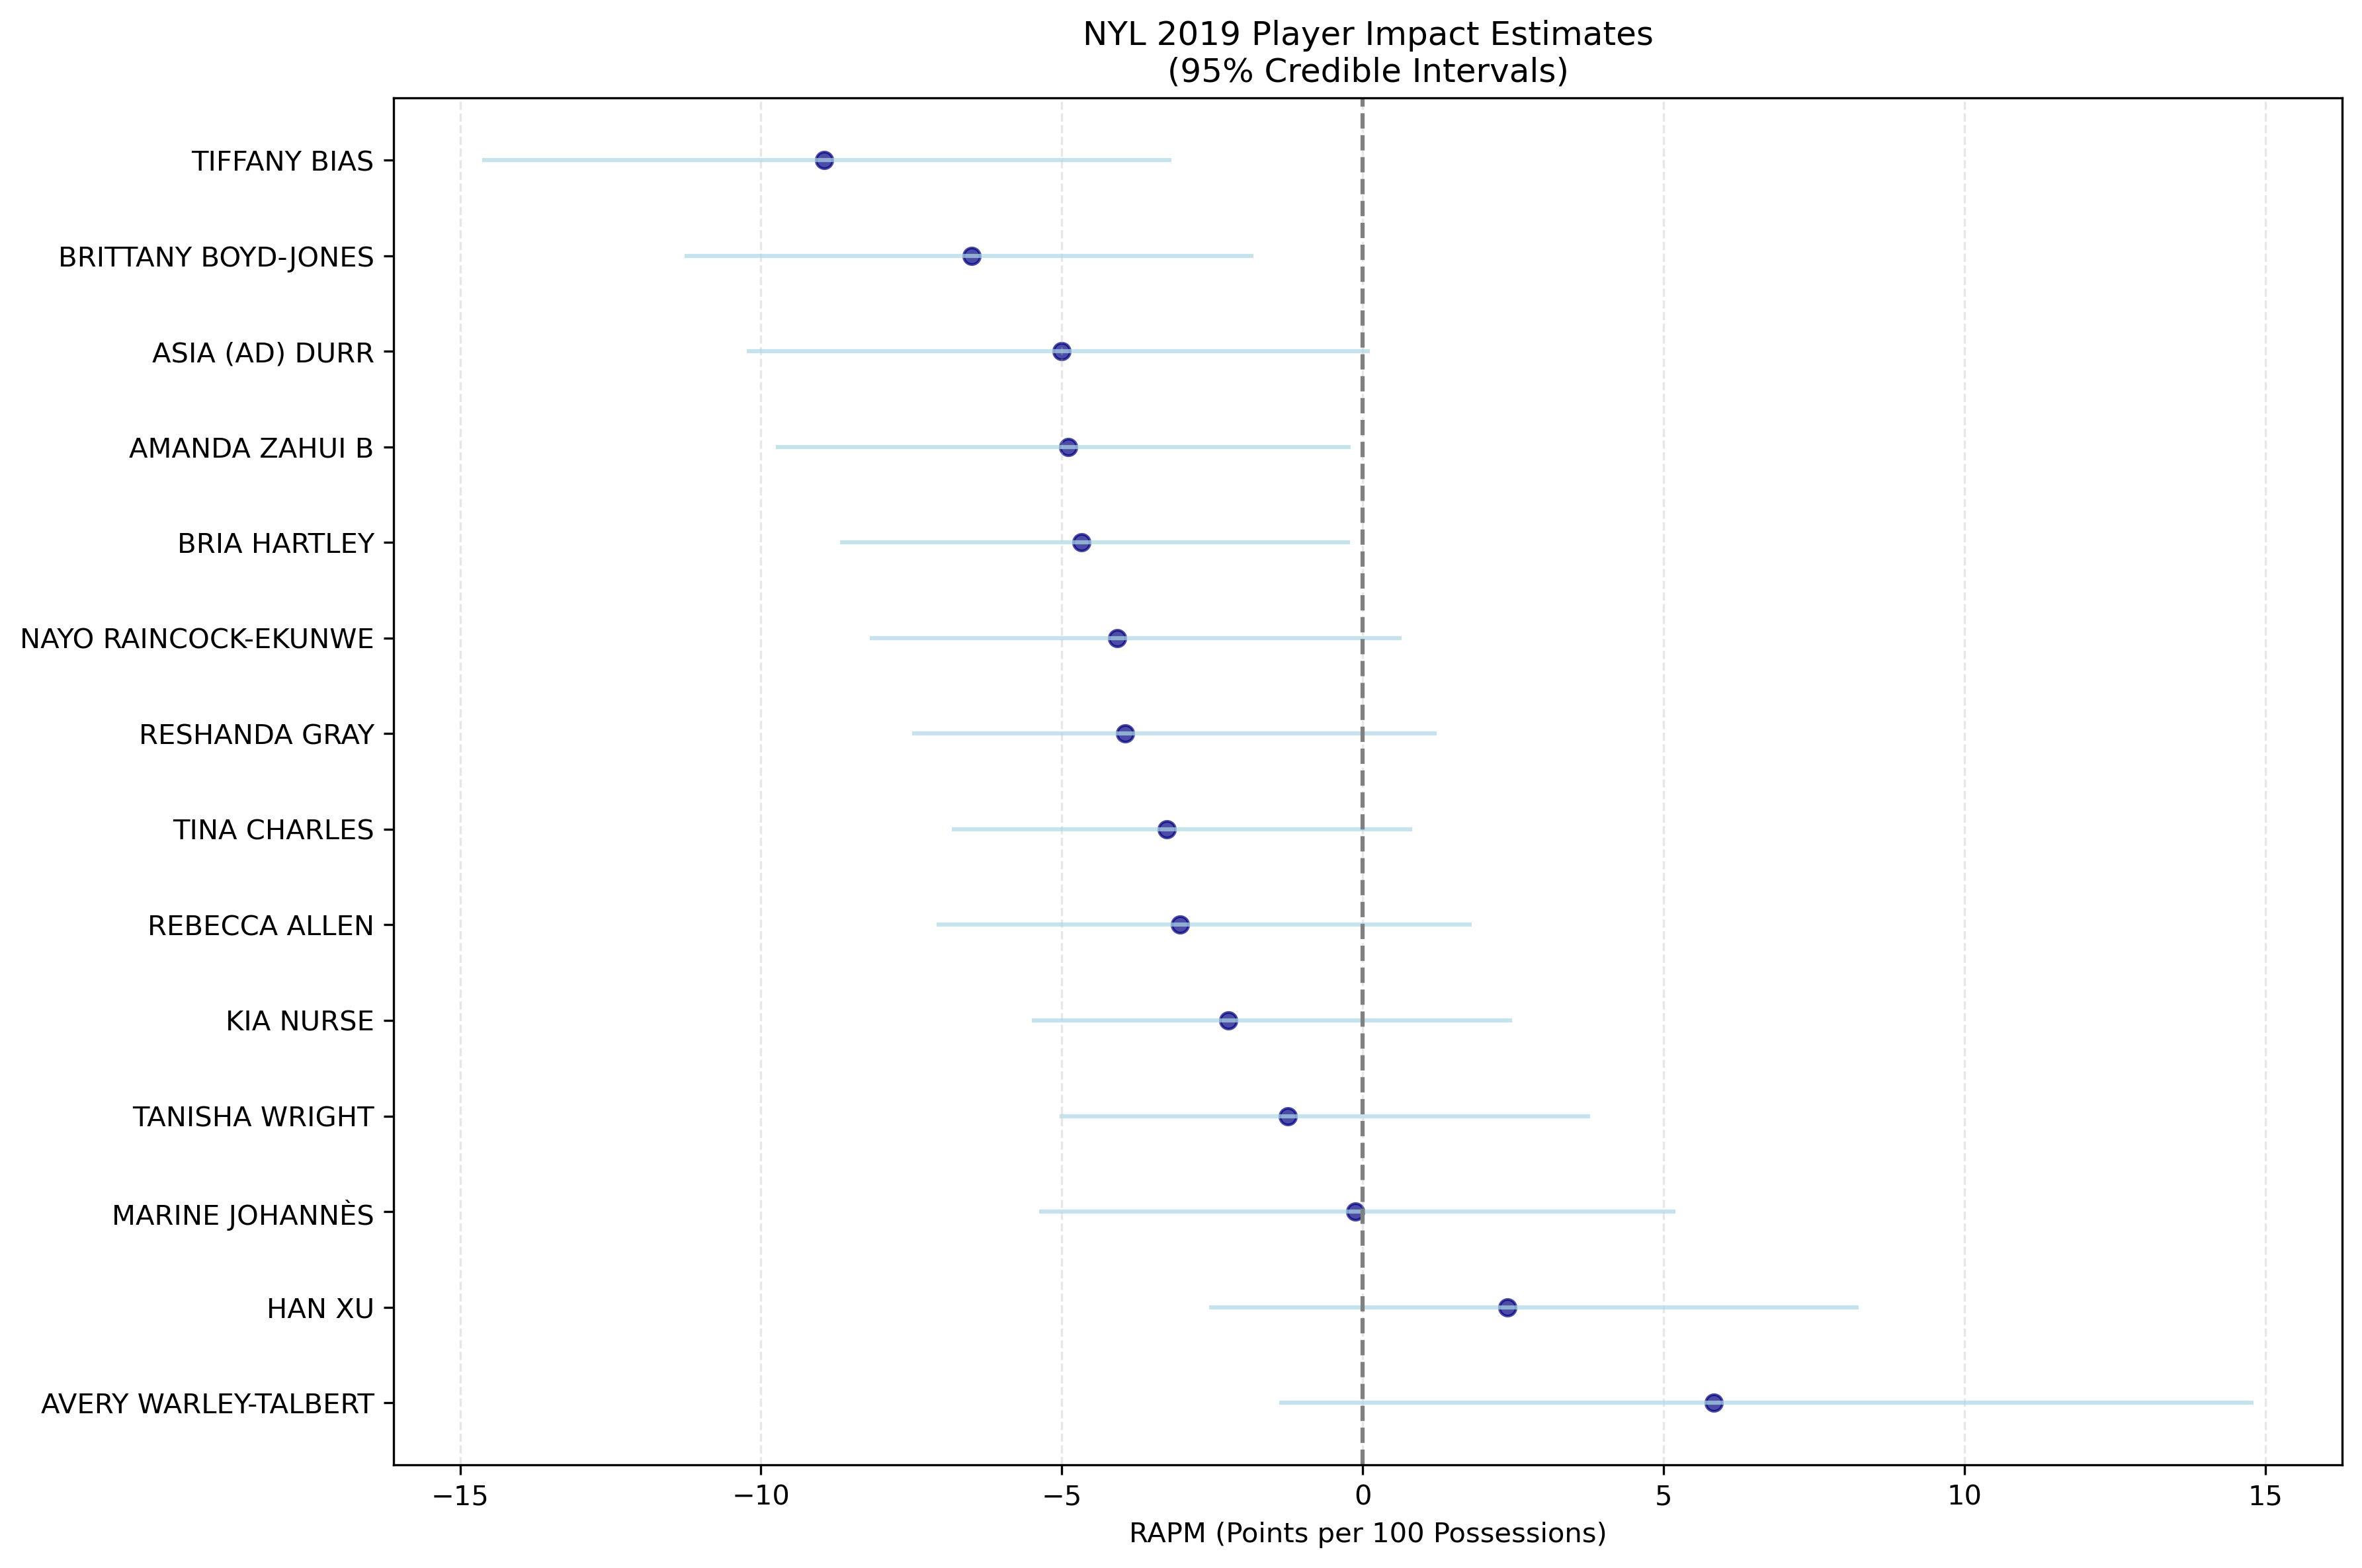 NYL 2019 Player Impact Estimates
(95% Credible Intervals)
TIFFANY BIAS
BRITTANY BOYD-JONES
ASIA (AD) DURR
AMANDA ZAHUI B
BRIA HARTLEY
NAYO RAINCOCK-EKUNWE
RESHANDA GRAY
TINA CHARLES
REBECCA ALLEN
KIA NURSE
TANISHA WRIGHT
MARINE JOHANNÈS
HAN XU
AVERY WARLEY-TALBERT
−15 −10 −5 0 5 10 15
RAPM (Points per 100 Possessions)